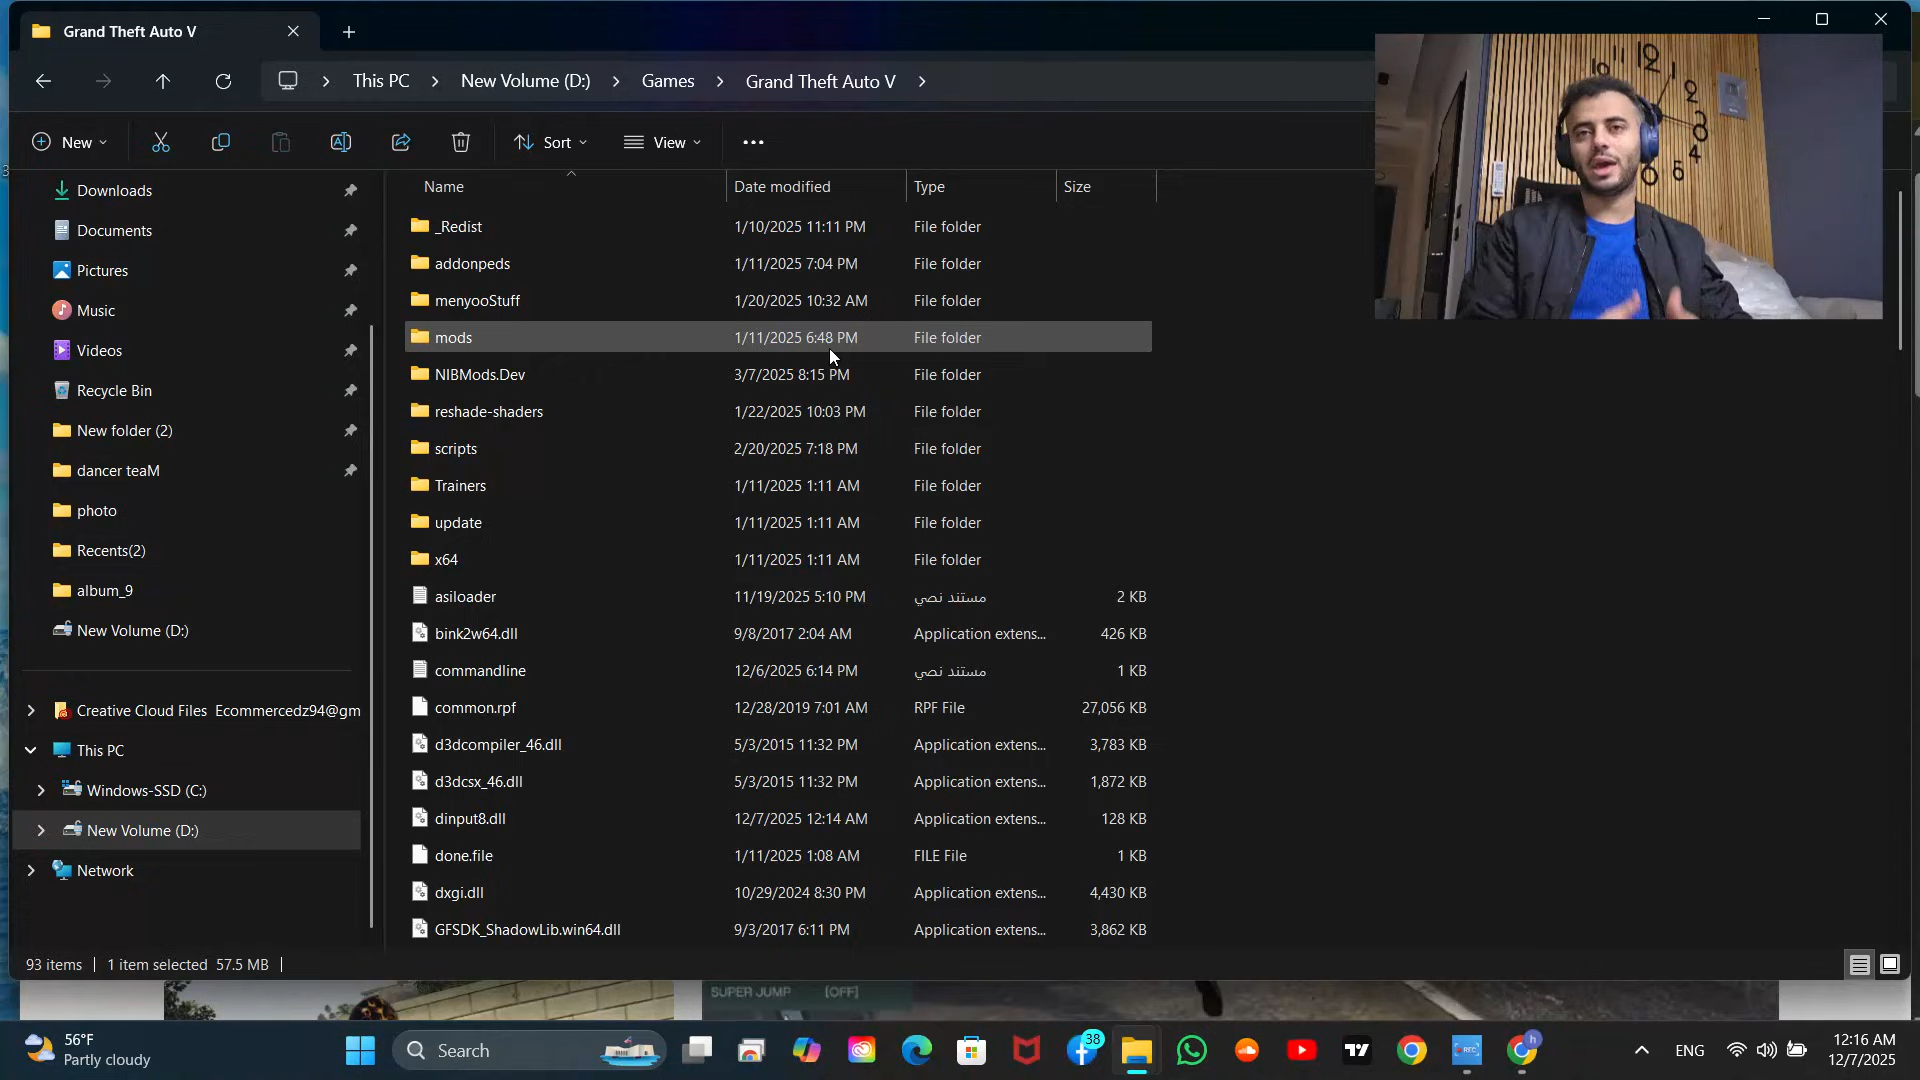 Grand Theft Auto V
This PC
New Volume (D:)
Games
Grand Theft Auto V
New
Sort
View
Downloads
Documents
Pictures
Music
Videos
Recycle Bin
New folder (2)
dancer teaM
photo
Recents(2)
album_9
New Volume (D:)
Creative Cloud Files Ecommercedz94@gm
This PC
Windows-SSD (C:)
New Volume (D:)
Network
Name Date modified Type Size
_Redist 1/10/2025 11:11 PM File folder
addonpeds 1/11/2025 7:04 PM File folder
menyooStuff 1/20/2025 10:32 AM File folder
mods 1/11/2025 6:48 PM File folder
NIBMods.Dev 3/7/2025 8:15 PM File folder
reshade-shaders 1/22/2025 10:03 PM File folder
scripts 2/20/2025 7:18 PM File folder
Trainers 1/11/2025 1:11 AM File folder
update 1/11/2025 1:11 AM File folder
x64 1/11/2025 1:11 AM File folder
asiloader 11/19/2025 5:10 PM مستند نصي 2 KB
bink2w64.dll 9/8/2017 2:04 AM Application extens... 426 KB
commandline 12/6/2025 6:14 PM مستند نصي 1 KB
common.rpf 12/28/2019 7:01 AM RPF File 27,056 KB
d3dcompiler_46.dll 5/3/2015 11:32 PM Application extens... 3,783 KB
d3dcsx_46.dll 5/3/2015 11:32 PM Application extens... 1,872 KB
dinput8.dll 12/7/2025 12:14 AM Application extens... 128 KB
done.file 1/11/2025 1:08 AM FILE File 1 KB
dxgi.dll 10/29/2024 8:30 PM Application extens... 4,430 KB
GFSDK_ShadowLib.win64.dll 9/3/2017 6:11 PM Application extens... 3,862 KB
93 items 1 item selected 57.5 MB
SUPER JUMP [OFF]
56°F
Partly cloudy
Search
38
REC
h
ENG
12:16 AM
12/7/2025
10 11 12
2
3
4
5
6